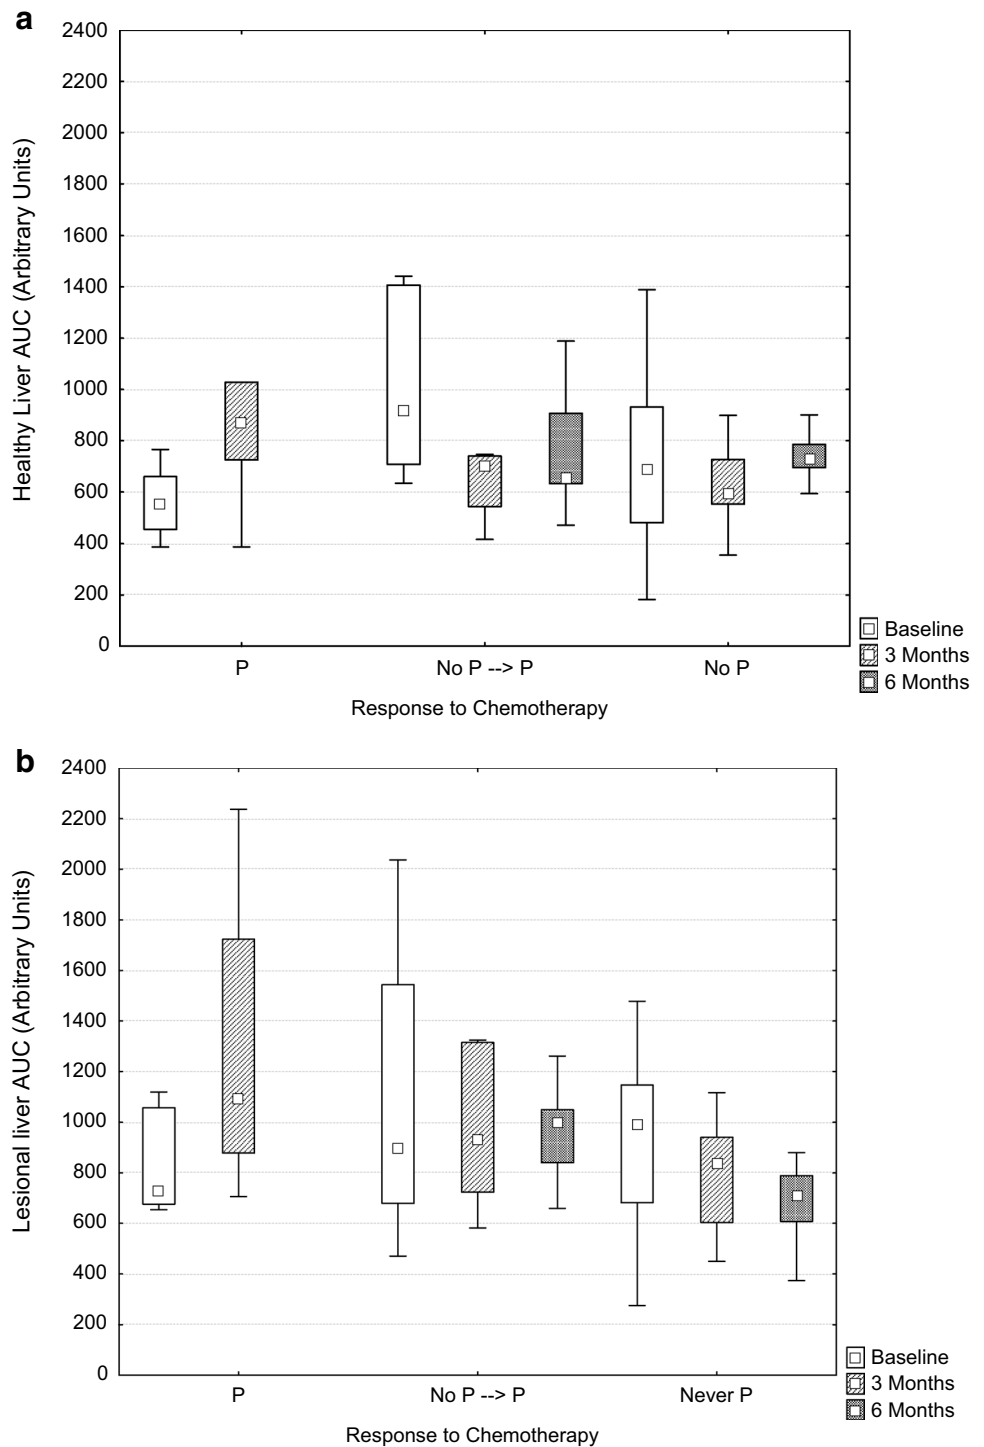 a
Healthy Liver AUC (Arbitrary Units)
2400
2200
2000
1800
1600
1400
1200
1000
800
600
400
200
0
P
No P --> P
No P
Response to Chemotherapy
Baseline
3 Months
6 Months
b
Lesional liver AUC (Arbitrary Units)
2400
2200
2000
1800
1600
1400
1200
1000
800
600
400
200
0
P
No P --> P
Never P
Response to Chemotherapy
Baseline
3 Months
6 Months